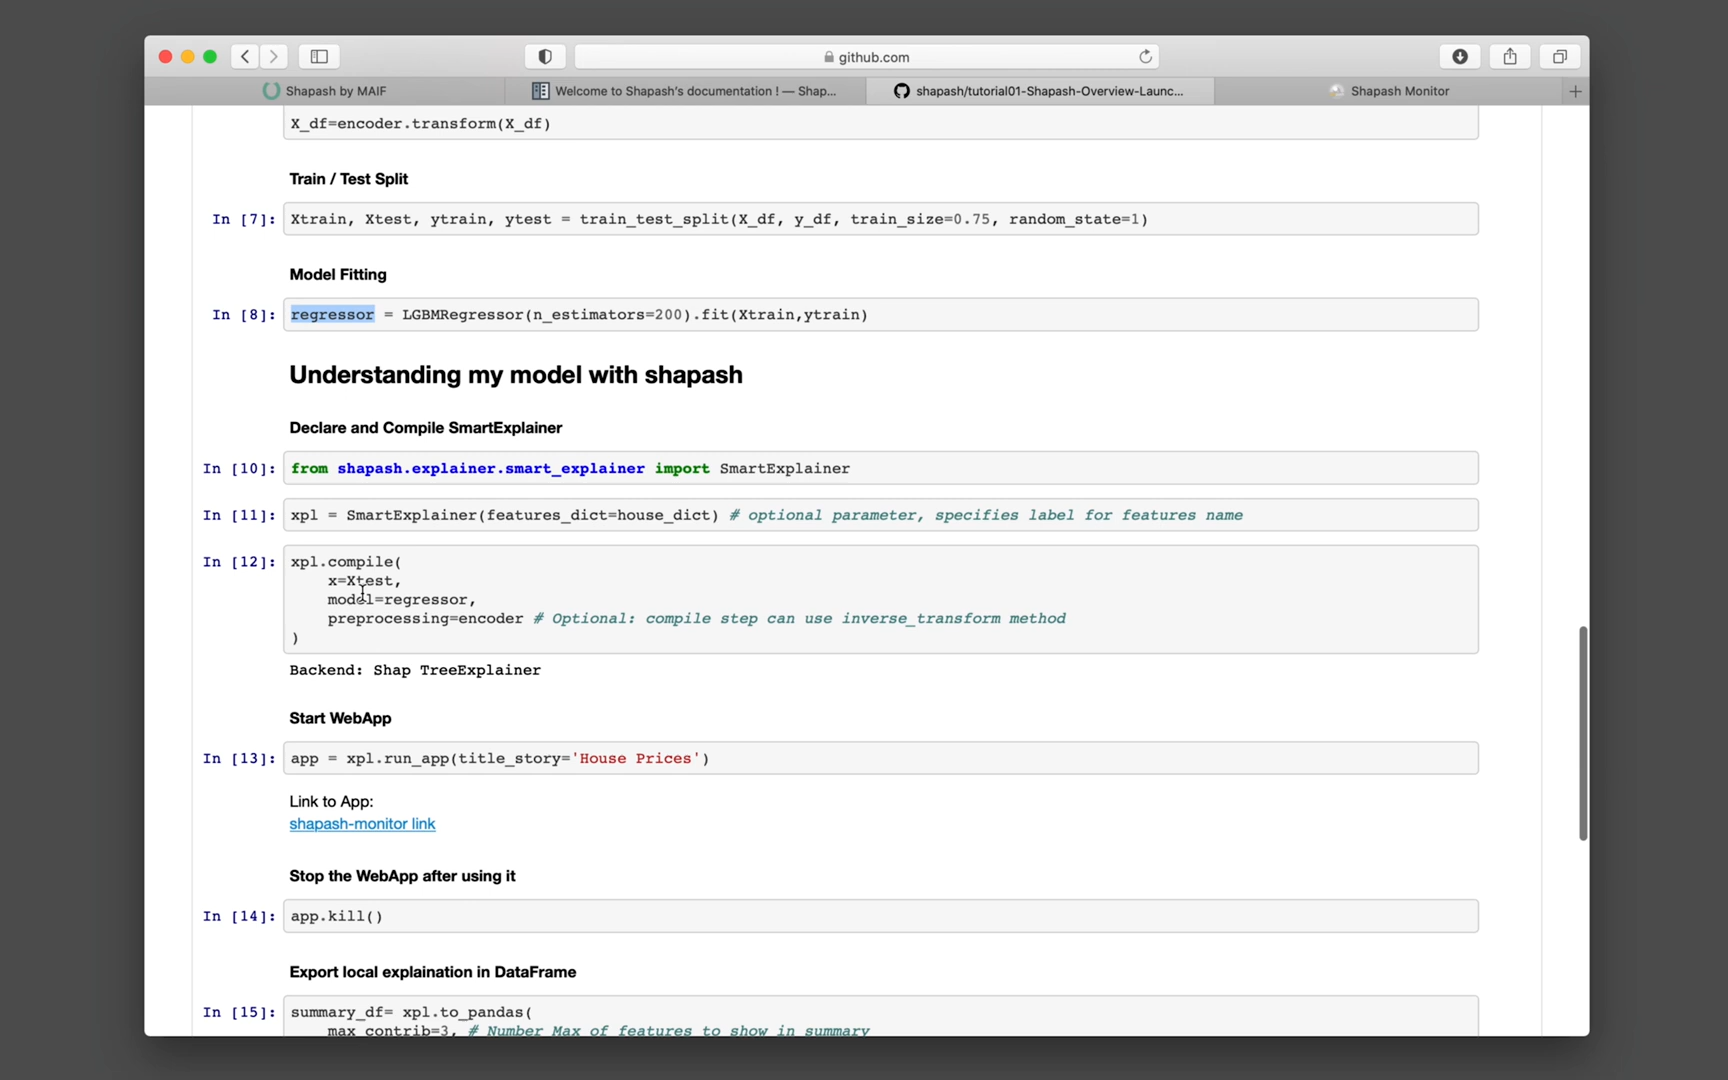 github.com
Shapash by MAIF
Welcome to Shapash's documentation ! — Shap...
shapash/tutorial01-Shapash-Overview-Launc...
Shapash Monitor
X_df=encoder.transform(X_df)
Train / Test Split
In [7]: Xtrain, Xtest, ytrain, ytest = train_test_split(X_df, y_df, train_size=0.75, random_state=1)
Model Fitting
In [8]: regressor = LGBMRegressor(n_estimators=200).fit(Xtrain,ytrain)
Understanding my model with shapash
Declare and Compile SmartExplainer
In [10]: from shapash.explainer.smart_explainer import SmartExplainer
In [11]: xpl = SmartExplainer(features_dict=house_dict) # optional parameter, specifies label for features name
In [12]: xpl.compile(
x=Xtest,
model=regressor,
preprocessing=encoder # Optional: compile step can use inverse_transform method
)
Backend: Shap TreeExplainer
Start WebApp
In [13]: app = xpl.run_app(title_story='House Prices')
Link to App:
shapash-monitor link
Stop the WebApp after using it
In [14]: app.kill()
Export local explaination in DataFrame
In [15]: summary_df= xpl.to_pandas(
max_contrib=3, # Number Max of features to show in summary